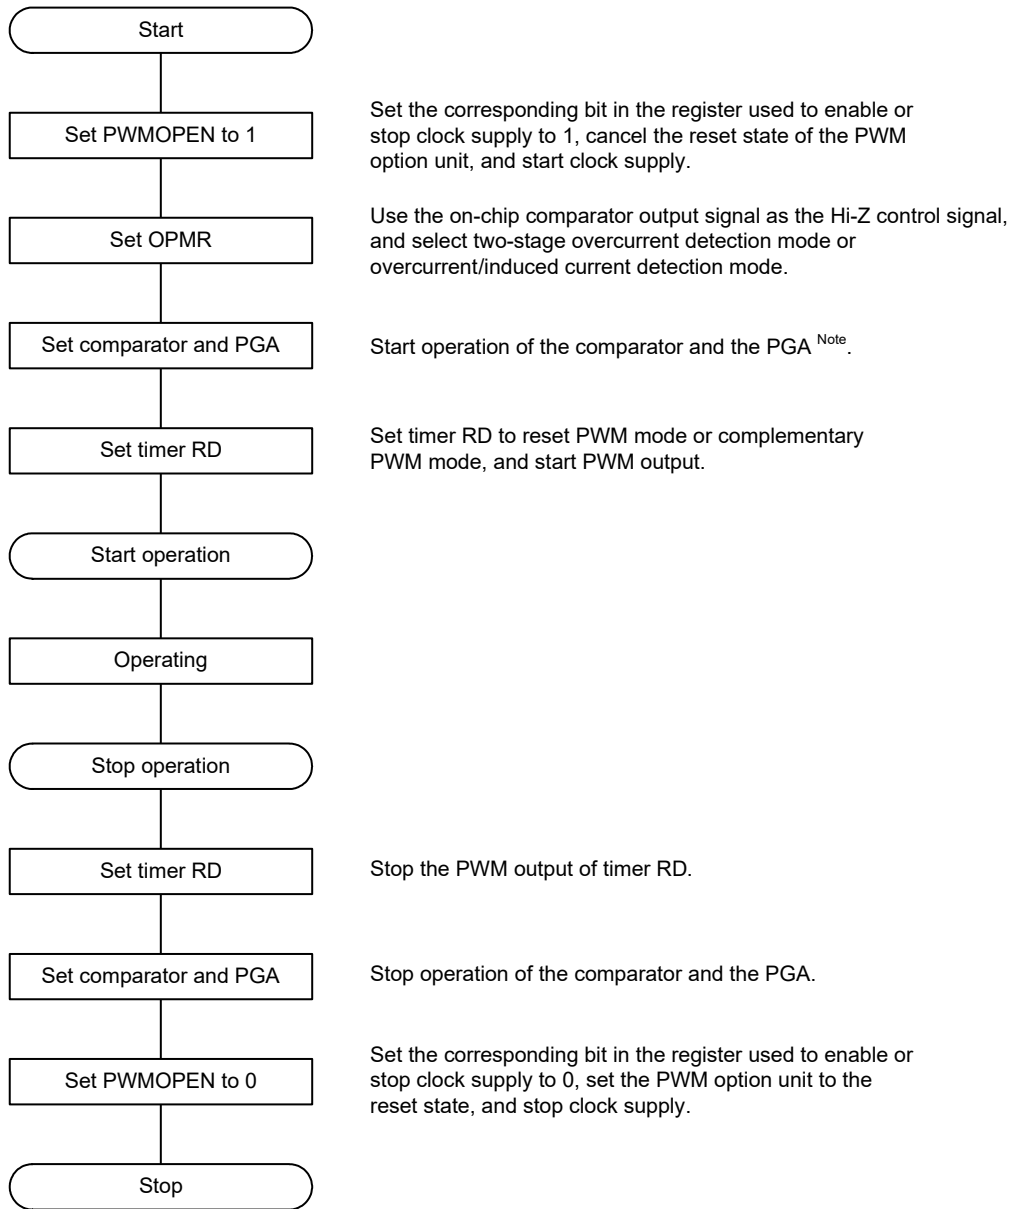 Start
Set PWMOPEN to 1
Set the corresponding bit in the register used to enable or
stop clock supply to 1, cancel the reset state of the PWM
option unit, and start clock supply.
Set OPMR
Use the on-chip comparator output signal as the Hi-Z control signal,
and select two-stage overcurrent detection mode or
overcurrent/induced current detection mode.
Set comparator and PGA
Start operation of the comparator and the PGA Note.
Set timer RD
Set timer RD to reset PWM mode or complementary
PWM mode, and start PWM output.
Start operation
Operating
Stop operation
Set timer RD
Stop the PWM output of timer RD.
Set comparator and PGA
Stop operation of the comparator and the PGA.
Set PWMOPEN to 0
Set the corresponding bit in the register used to enable or
stop clock supply to 0, set the PWM option unit to the
reset state, and stop clock supply.
Stop